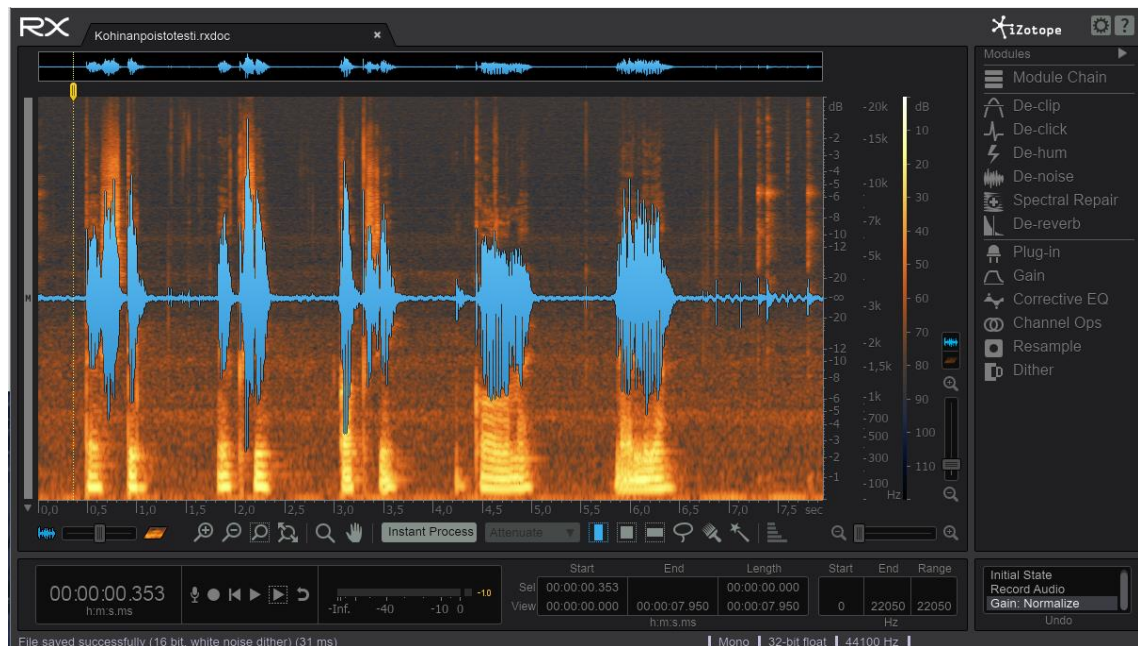 RX
Kohinanpoistotesti.rxdoc ×
iZotope ?
Modules
Module Chain
De-clip
De-click
De-hum
De-noise
Spectral Repair
De-reverb
Plug-in
Gain
Corrective EQ
Channel Ops
Resample
Dither
dB
-2
-3
-4
-5
-6
-8
-10
-12
-20
-∞
-20
-12
-10
-8
-6
-5
-4
-3
-2
-1
-20k
-15k
-10k
-7k
-5k
-3k
-2k
-1,5k
-1k
-700
-500
-300
-100
Hz
dB
10
20
30
40
50
60
70
80
90
100
110
M
0,0 0,5 1,0 1,5 2,0 2,5 3,0 3,5 4,0 4,5 5,0 5,5 6,0 6,5 7,0 7,5 sec
Instant Process Attenuate
00:00:00.353
h:m:s.ms
-Inf. -40 -10 0 -1.0
Start End Length Start End Range
Sel 00:00:00.353 00:00:00.000
View 00:00:00.000 00:00:07.950 00:00:07.950 0 22050 22050
h:m:s.ms Hz
Initial State
Record Audio
Gain: Normalize
Undo
File saved successfully (16 bit, white noise dither) (31 ms)
Mono 32-bit float 44100 Hz